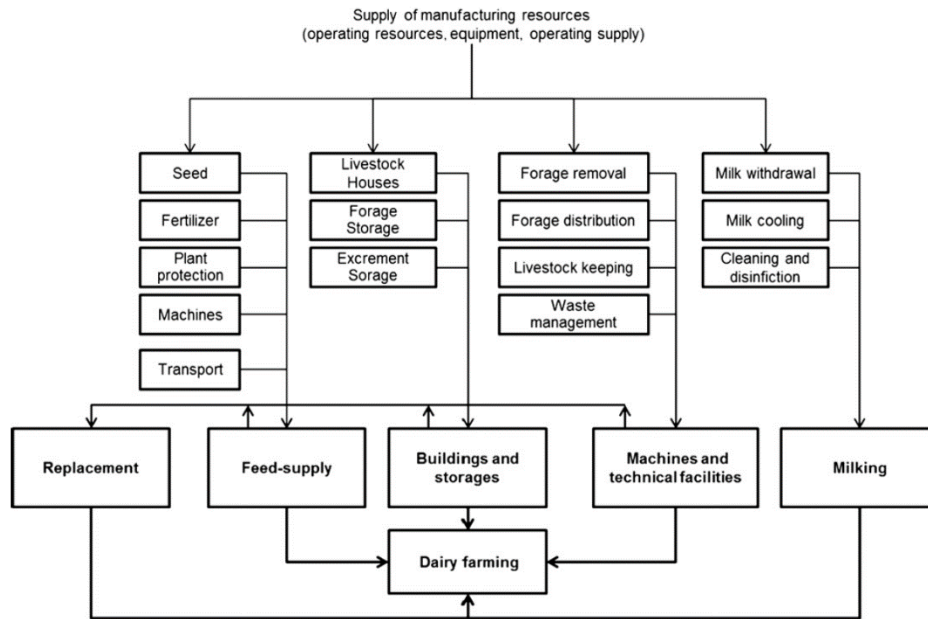 Supply of manufacturing resources
(operating resources, equipment, operating supply)
Seed
Fertilizer
Plant
protection
Machines
Transport
Livestock
Houses
Forage
Storage
Excrement
Sorage
Forage removal
Forage distribution
Livestock keeping
Waste
management
Milk withdrawal
Milk cooling
Cleaning and
disinfiction
Replacement
Feed-supply
Buildings and
storages
Machines and
technical facilities
Milking
Dairy farming